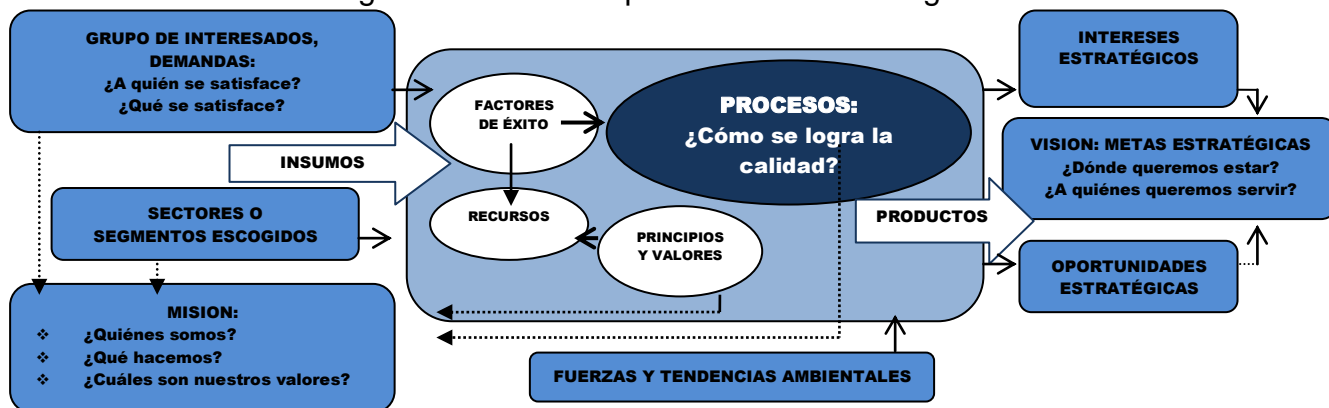 GRUPO DE INTERESADOS,
DEMANDAS:
¿A quién se satisface?
¿Qué se satisface?
INSUMOS
SECTORES O
SEGMENTOS ESCOGIDOS
MISION:
❖ ¿Quiénes somos?
❖ ¿Qué hacemos?
❖ ¿Cuáles son nuestros valores?
FACTORES
DE ÉXITO
PROCESOS:
¿Cómo se logra la
calidad?
RECURSOS
PRINCIPIOS
Y VALORES
PRODUCTOS
FUERZAS Y TENDENCIAS AMBIENTALES
INTERESES
ESTRATÉGICOS
VISION: METAS ESTRATÉGICAS
¿Dónde queremos estar?
¿A quiénes queremos servir?
OPORTUNIDADES
ESTRATÉGICAS